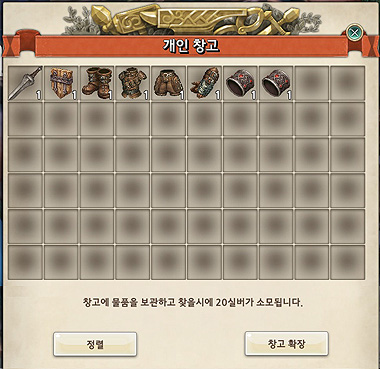 개인 창고
1 1 1 1 1 1 1 1
창고에 물품을 보관하고 찾을시에 20실버가 소모됩니다.
정렬
창고 확장